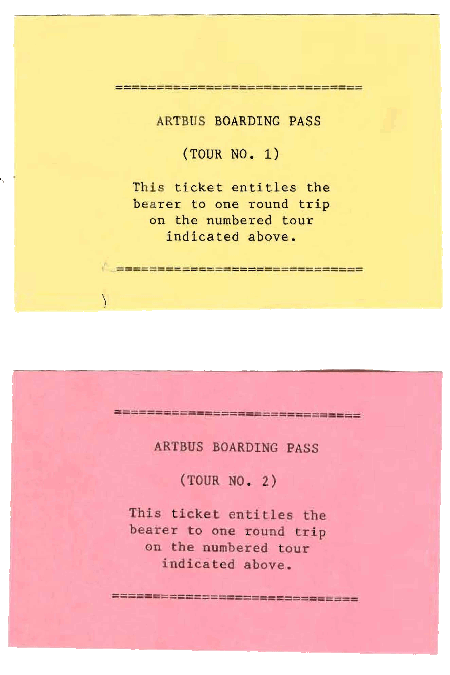 ==============================
ARTBUS BOARDING PASS
(TOUR NO. 1)
This ticket entitles the
bearer to one round trip
on the numbered tour
indicated above.
==============================
==============================
ARTBUS BOARDING PASS
(TOUR NO. 2)
This ticket entitles the
bearer to one round trip
on the numbered tour
indicated above.
==============================